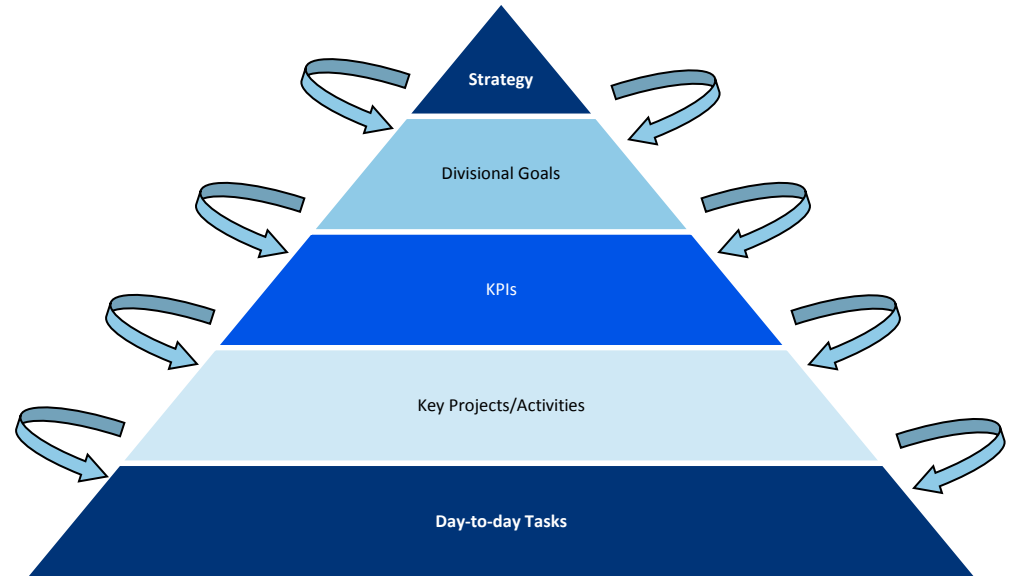 Strategy
Divisional Goals
KPIs
Key Projects/Activities
Day-to-day Tasks